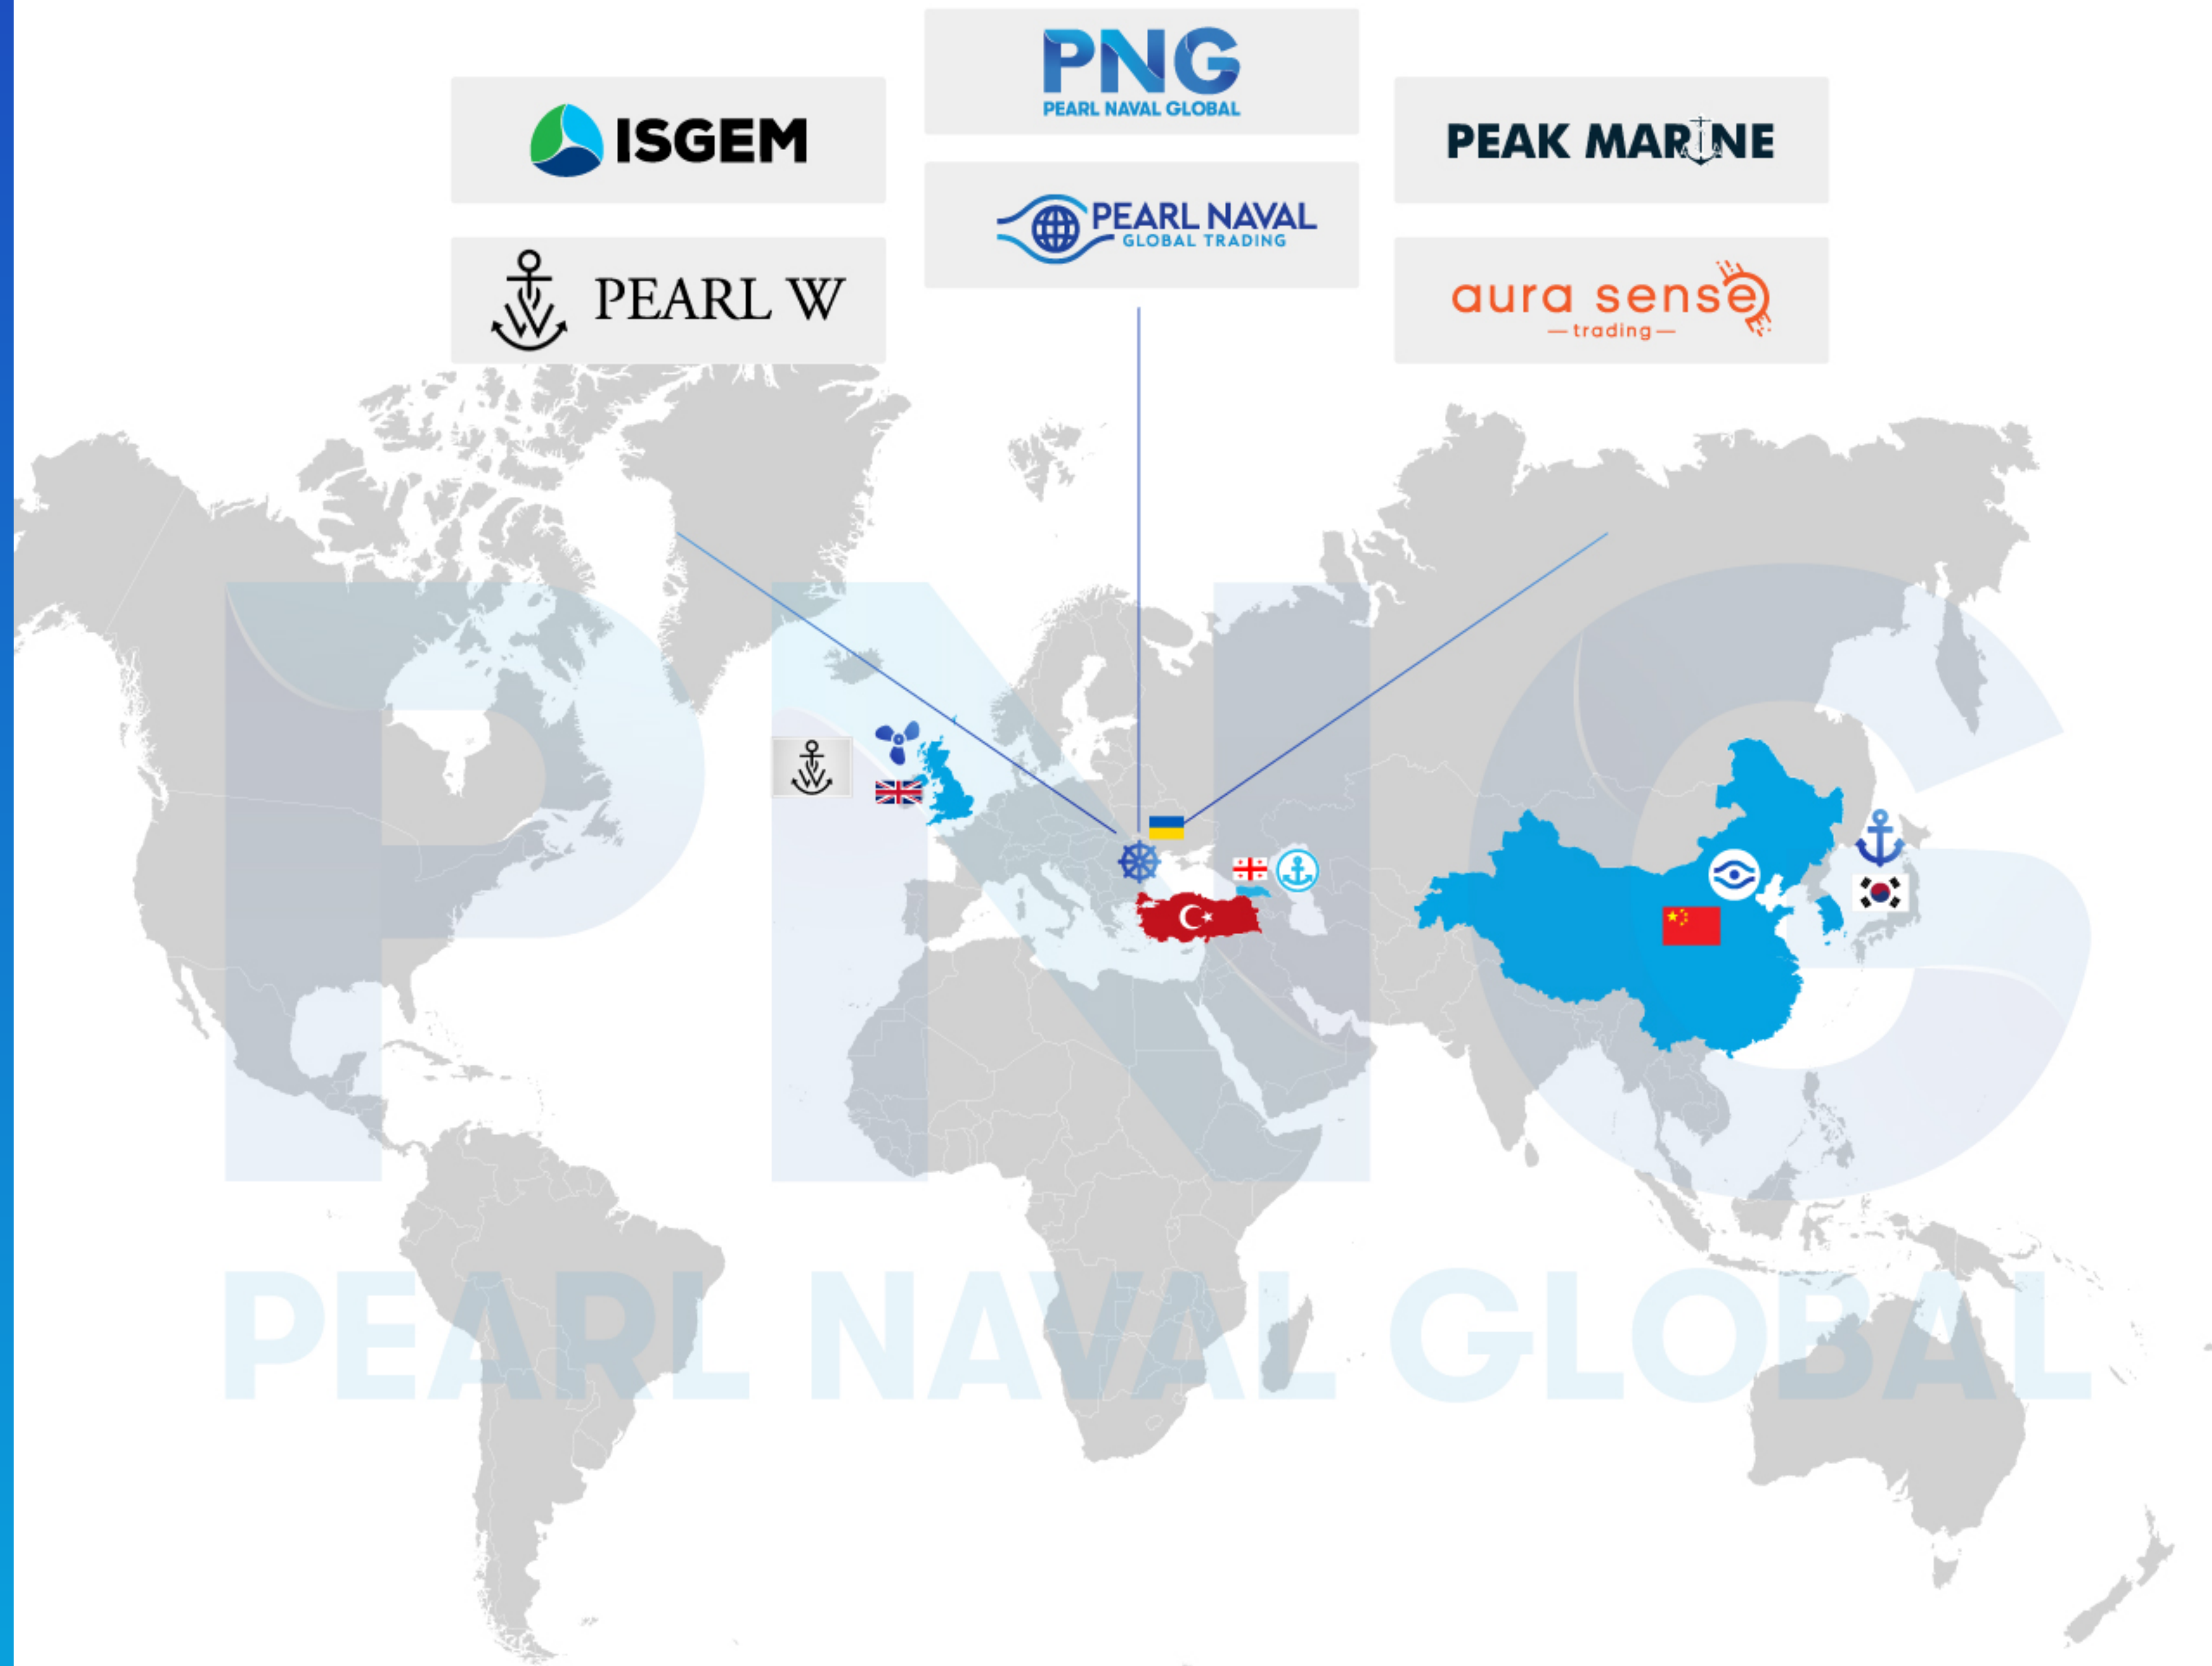 PNG
PEARL NAVAL GLOBAL
ISGEM
PEAK MARINE
PEARL NAVAL
GLOBAL TRADING
PEARL W
aura sense
trading
PNG
PEARL NAVAL GLOBAL